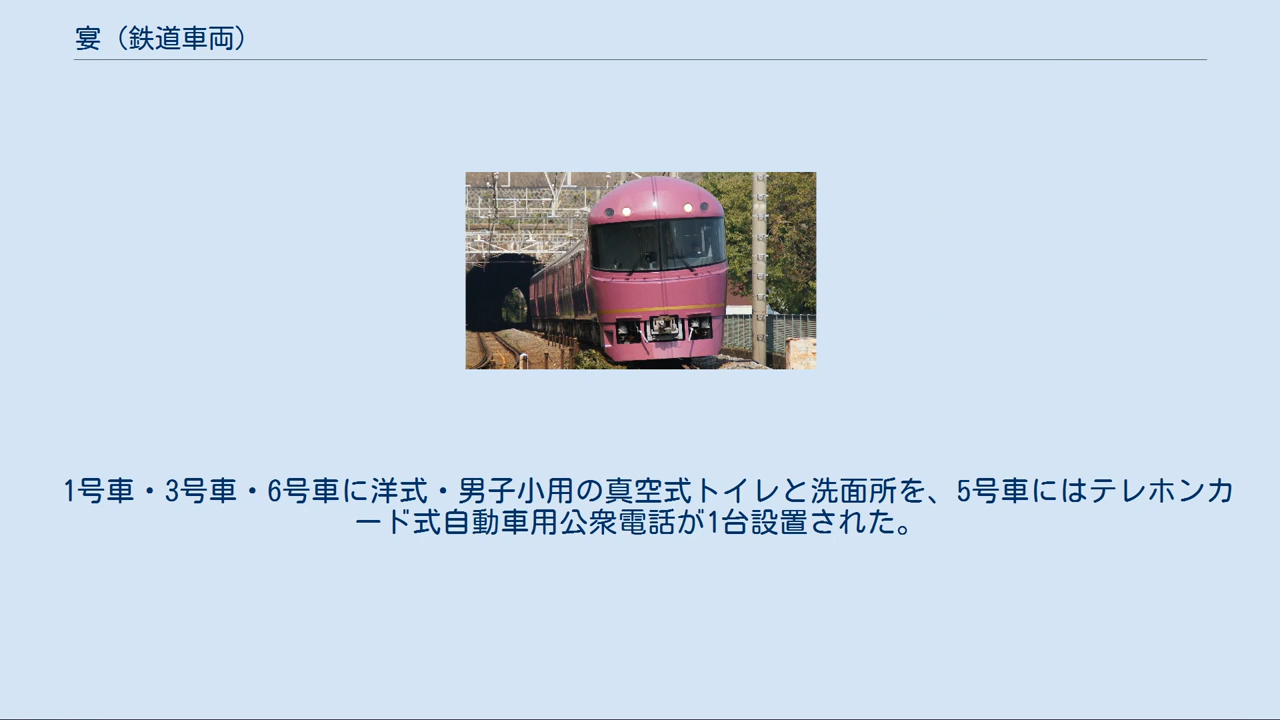 宴（鉄道車両）
1号車・3号車・6号車に洋式・男子小用の真空式トイレと洗面所を、5号車にはテレホンカ
ード式自動車用公衆電話が1台設置された。